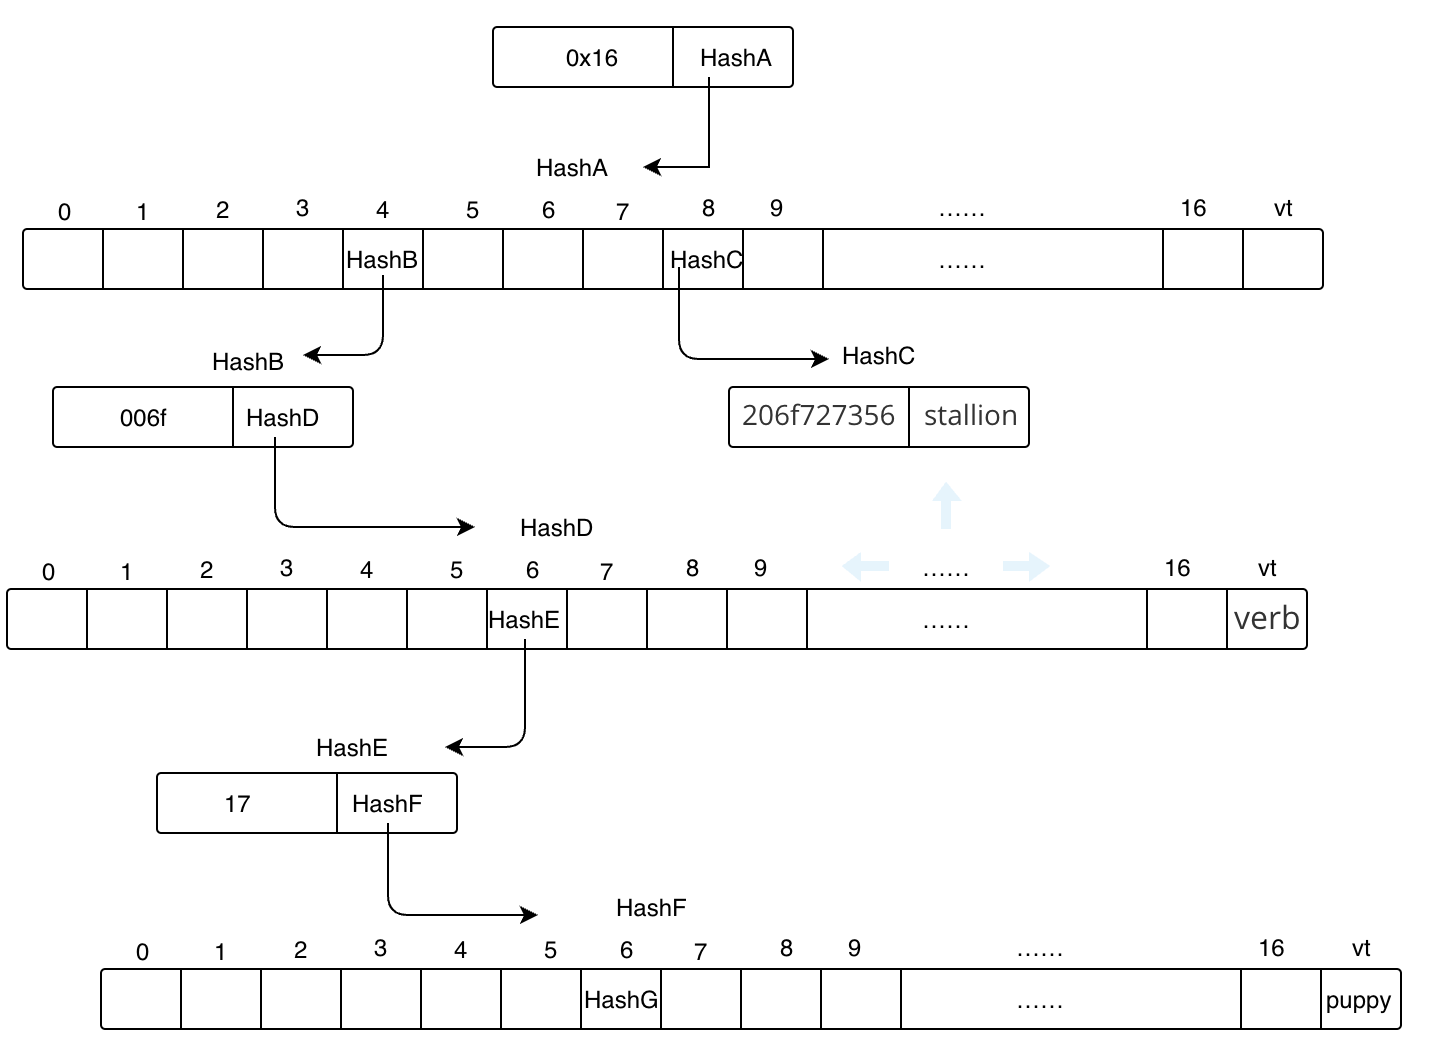 0x16 HashA
HashA
0 1 2 3 4 5 6 7 8 9 ...... 16 vt
HashB HashC ......
HashB HashC
006f HashD 206f727356 stallion
HashD
0 1 2 3 4 5 6 7 8 9 ...... 16 vt
HashE ...... verb
HashE
17 HashF
HashF
0 1 2 3 4 5 6 7 8 9 ...... 16 vt
HashG ...... puppy